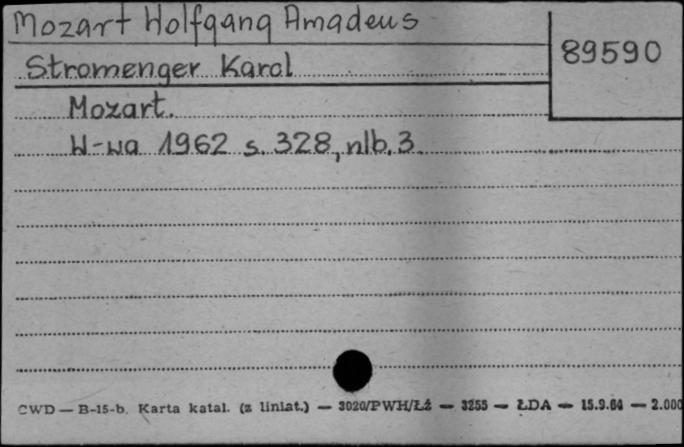 Mozart Wolfgang Amadeus
89590
Stromenger Karol
Mozart.
W-wa 1962 s. 328, nlb. 3
CWD — B-15-b. Karta katal. (z liniat.) — 3020/PWH/Łż — 3255 — ŁDA — 15.9.64 — 2.000